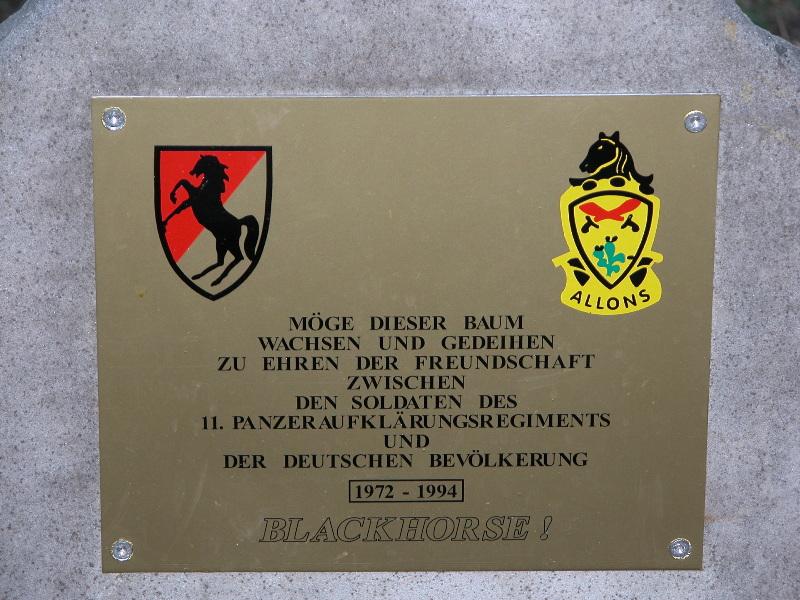 ALLONS
MÖGE DIESER BAUM
WACHSEN UND GEDEIHEN
ZU EHREN DER FREUNDSCHAFT
ZWISCHEN
DEN SOLDATEN DES
11. PANZERAUFKLÄRUNGSREGIMENTS
UND
DER DEUTSCHEN BEVÖLKERUNG
1972 - 1994
BLACKHORSE !